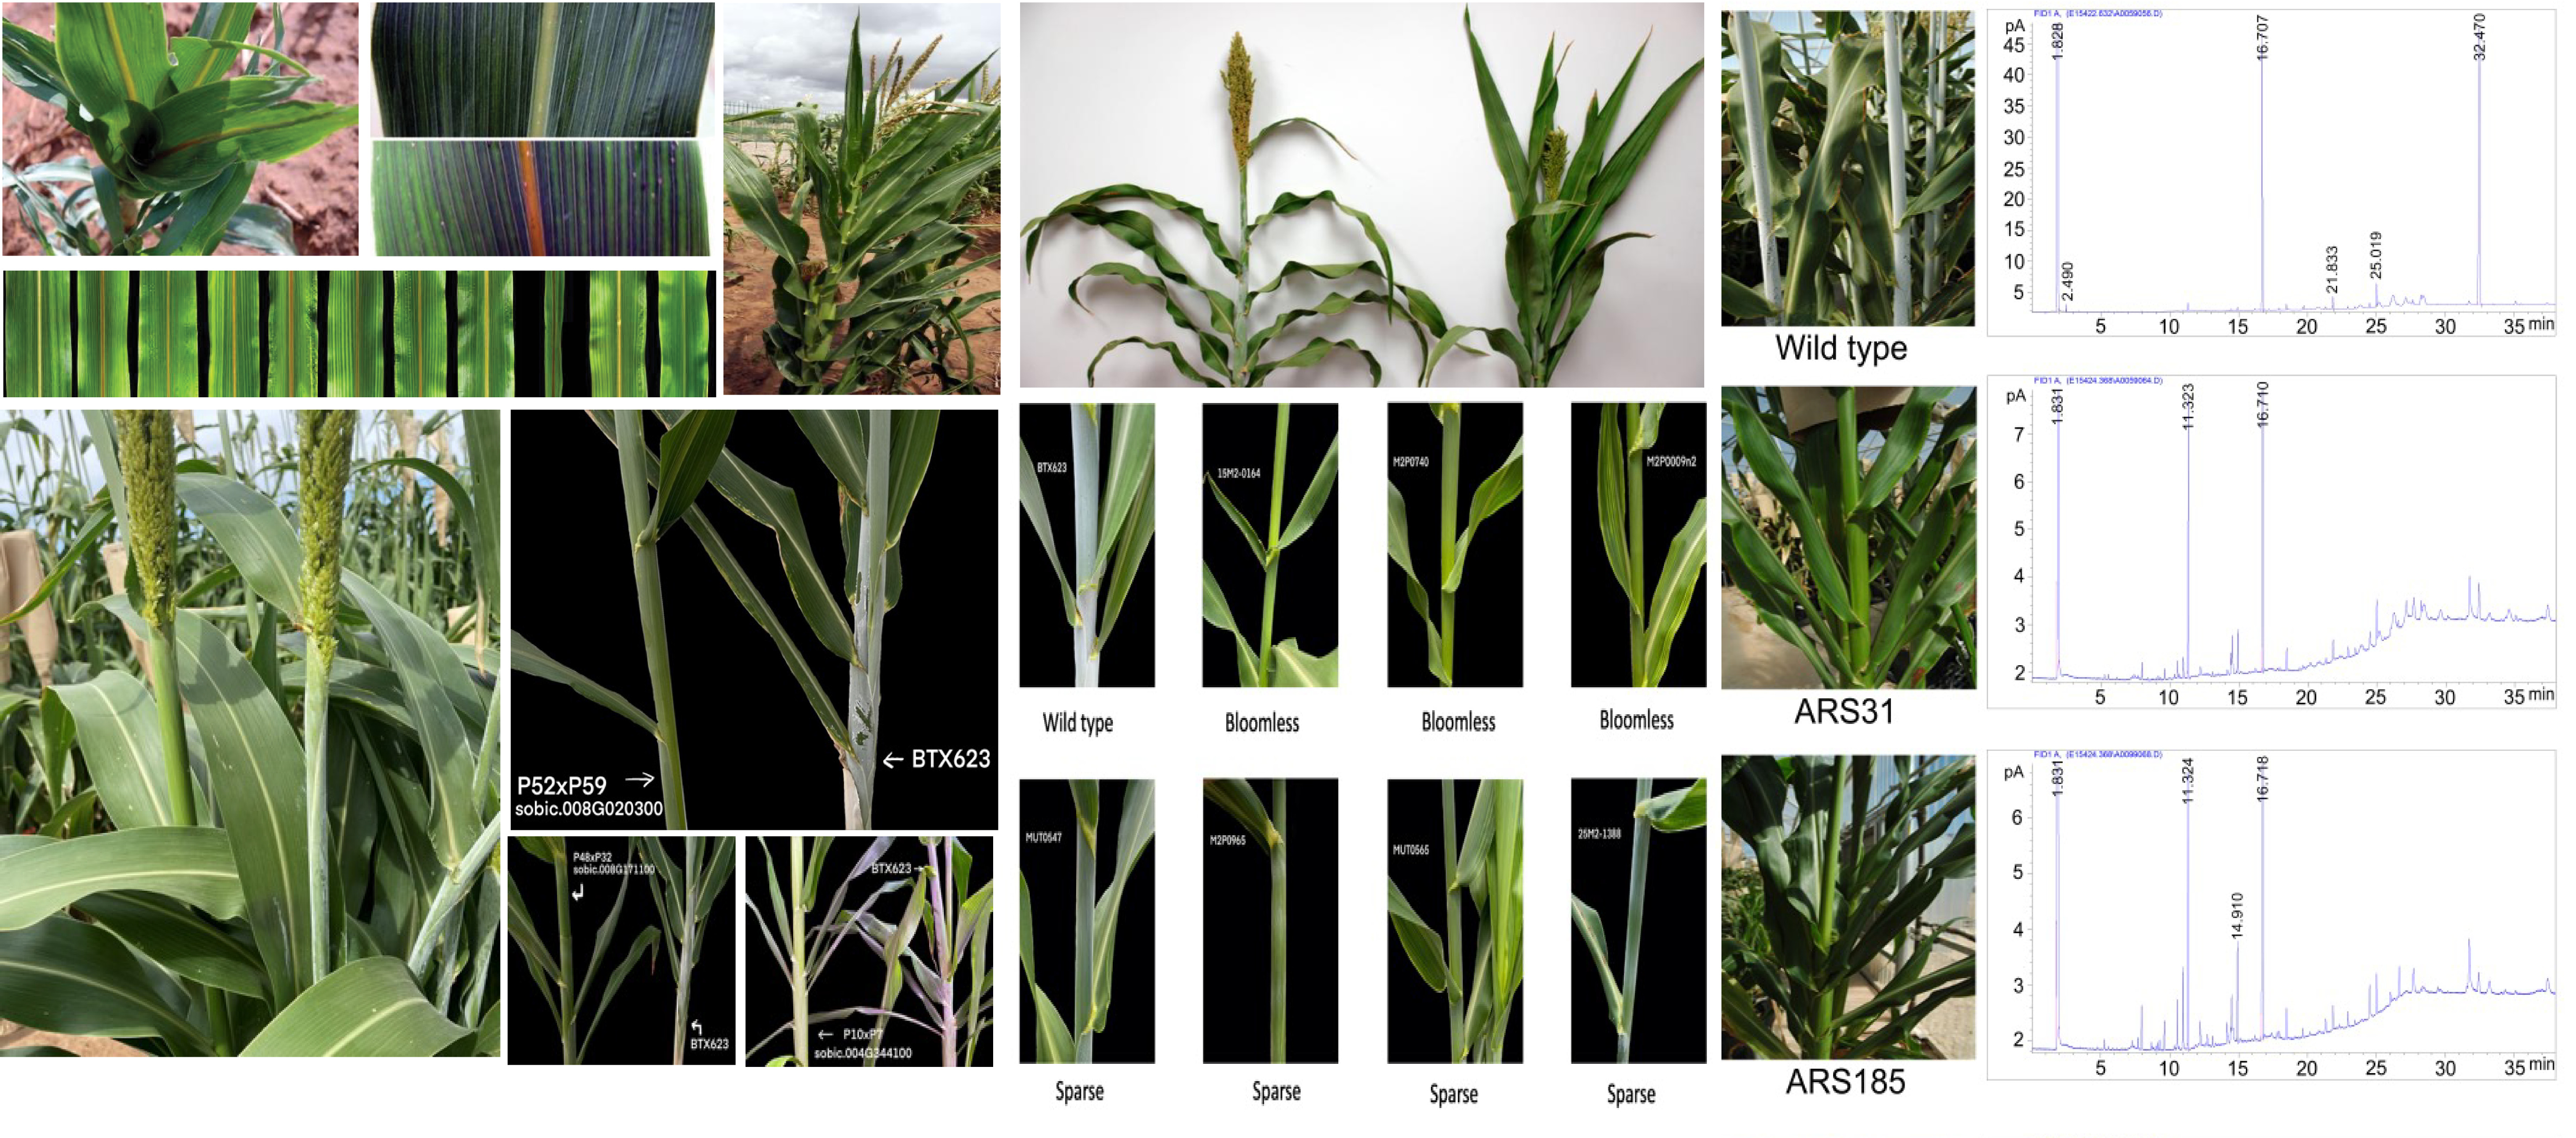 P52xP59
sobic.008G020300
← BTX623
P48xP32
sobic.008G171100
BTX623
BTX623
← P10xP7
sobic.004G344100
BTX623
15M2-0164
M2P0740
M2P0009n2
Wild type
Bloomless
Bloomless
Bloomless
MUT0547
M2P0965
MUT0565
25M2-1388
Sparse
Sparse
Sparse
Sparse
Wild type
pA
45
40
35
30
25
20
15
10
5
1.828
2.490
16.707
21.833
25.019
32.470
5 10 15 20 25 30 35 min
ARS31
pA
7
6
5
4
3
2
1.831
11.323
16.710
5 10 15 20 25 30 35 min
ARS185
pA
6
5
4
3
2
1.831
11.324
14.910
16.718
5 10 15 20 25 30 35 min